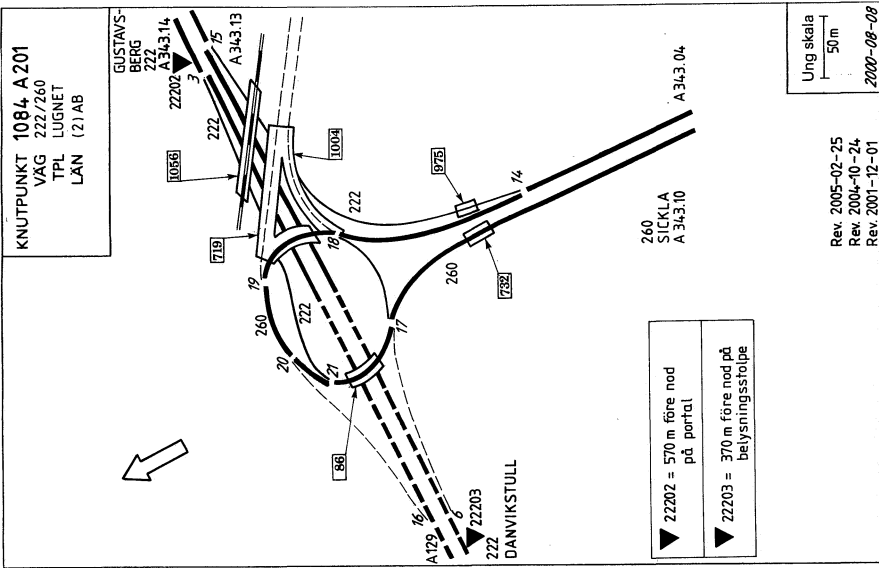 KNUTPUNKT 1084 A201
VÄG 222/260
TPL LUGNET
LÄN (2) AB
GUSTAVS-
BERG
222
A 343.14
22202
3
15
A 343.13
222
1056
1004
719
18
19
222
975
14
A 343.04
260
222
20
21
17
260
732
260
SICKLA
A 343.10
86
16
6
A129
22203
222
DANVIKSTULL
22202 = 570 m före nod
på portal
22203 = 370 m före nod på
belysningsstolpe
Ung skala
50 m
2000-08-08
Rev. 2005-02-25
Rev. 2004-10-24
Rev. 2001-12-01